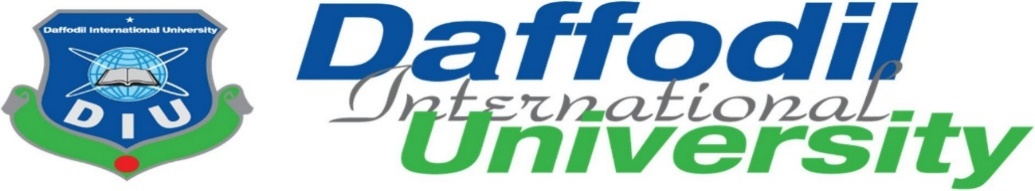 Daffodil International University
DIU
Daffodil
International
University